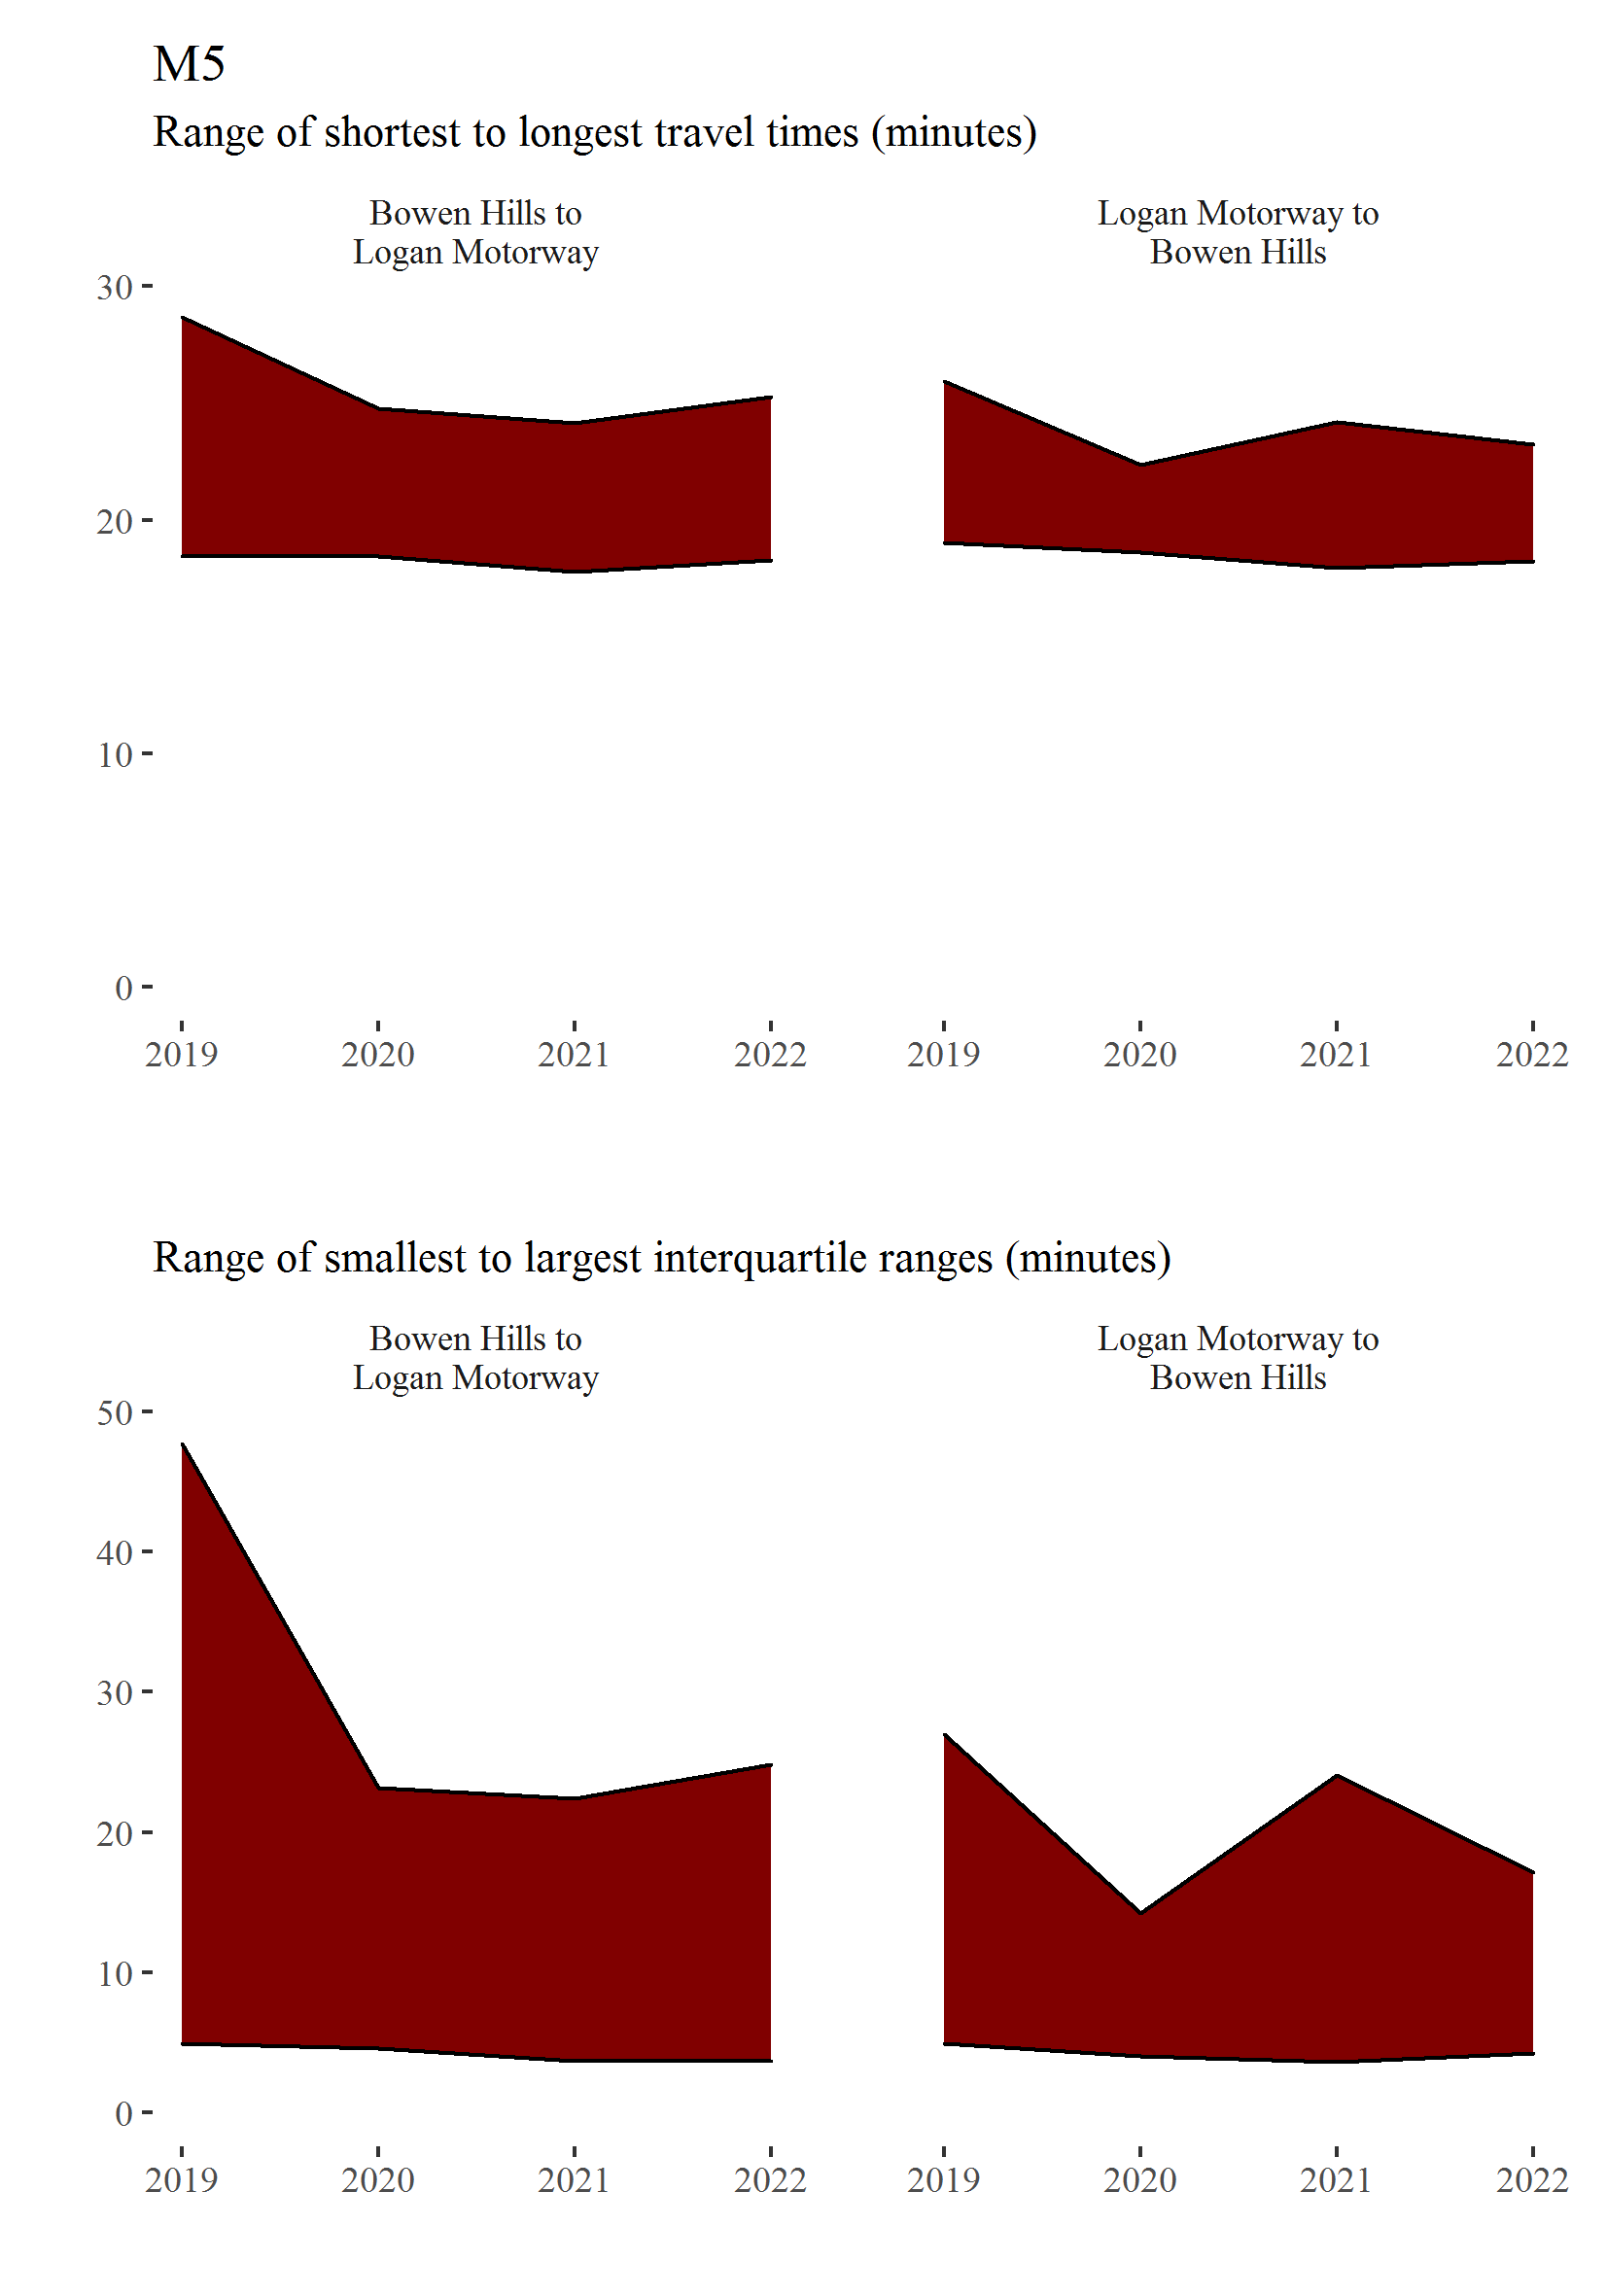 M5
Range of shortest to longest travel times (minutes)
Bowen Hills to
Logan Motorway
Logan Motorway to
Bowen Hills
30
20
10
0
2019 2020 2021 2022 2019 2020 2021 2022
Range of smallest to largest interquartile ranges (minutes)
Bowen Hills to
Logan Motorway
Logan Motorway to
Bowen Hills
50
40
30
20
10
0
2019 2020 2021 2022 2019 2020 2021 2022